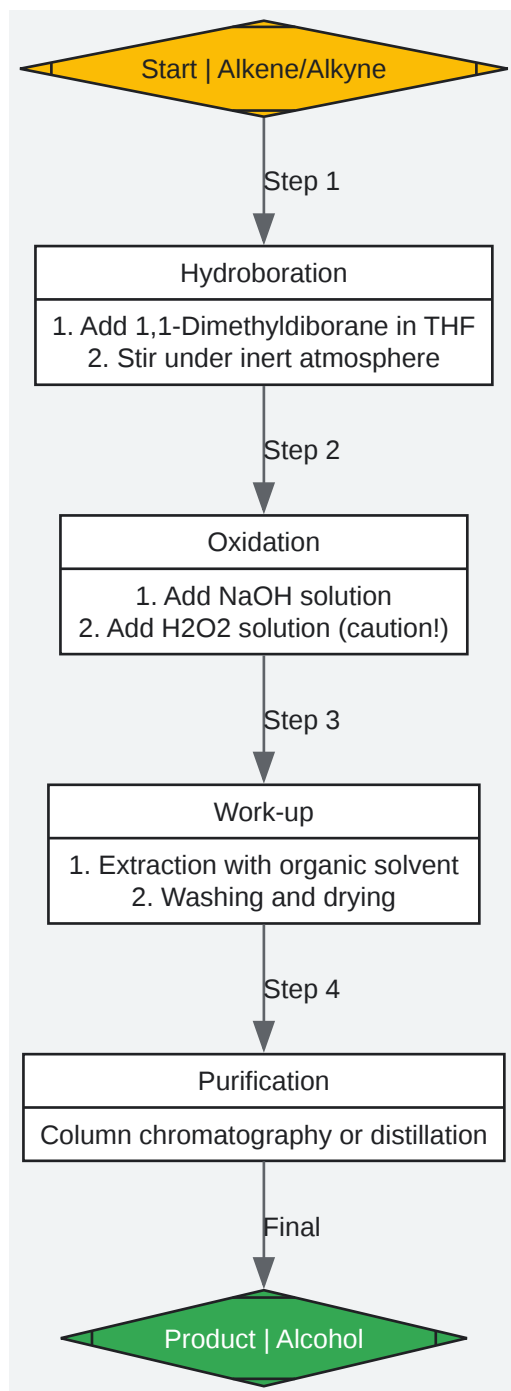 Start | Alkene/Alkyne
Step 1
Hydroboration
1. Add 1,1-Dimethyldiborane in THF
2. Stir under inert atmosphere
Step 2
Oxidation
1. Add NaOH solution
2. Add H2O2 solution (caution!)
Step 3
Work-up
1. Extraction with organic solvent
2. Washing and drying
Step 4
Purification
Column chromatography or distillation
Final
Product | Alcohol